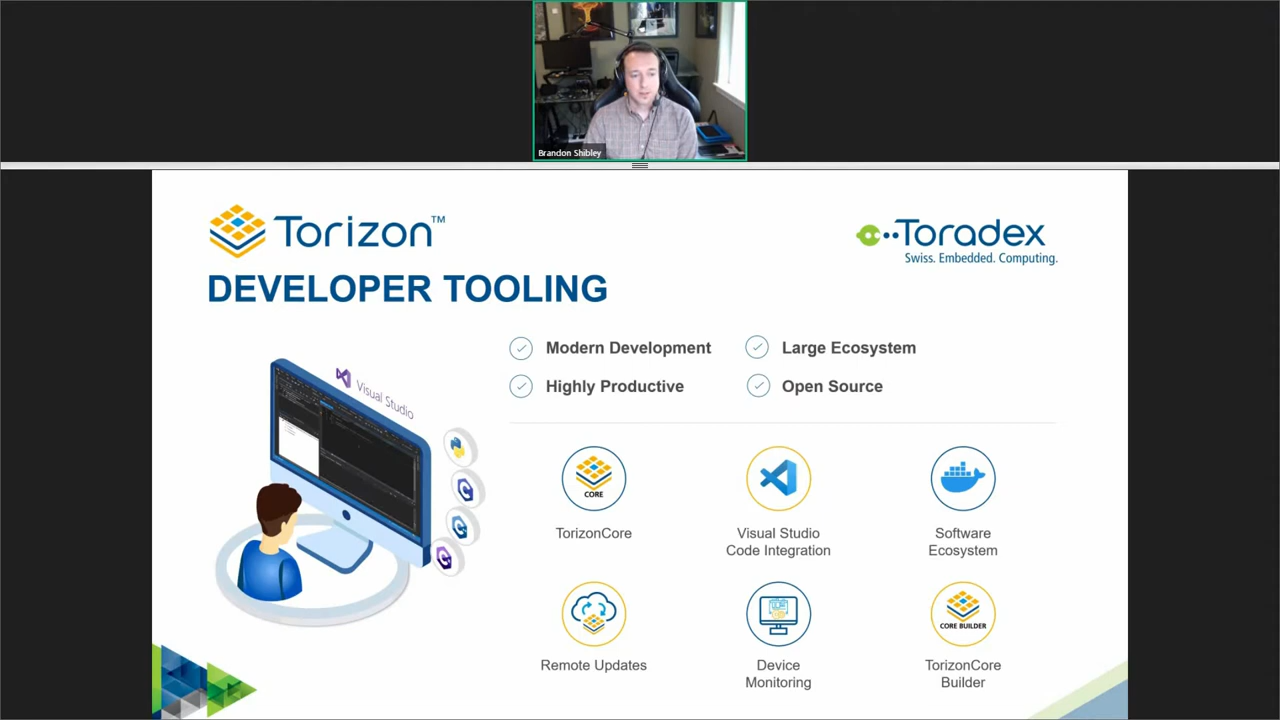 Brandon Shibley
Torizon™
Toradex
Swiss. Embedded. Computing.
DEVELOPER TOOLING
Modern Development
Large Ecosystem
Highly Productive
Open Source
Visual Studio
CORE
TorizonCore
Visual Studio
Code Integration
Software
Ecosystem
CORE BUILDER
Remote Updates
Device
Monitoring
TorizonCore
Builder